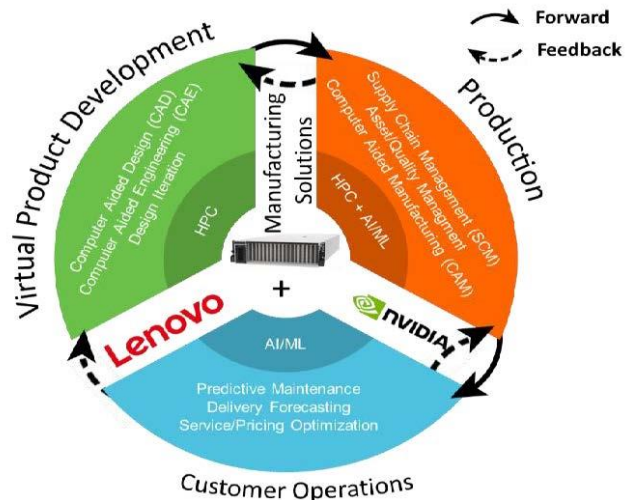 Forward
Feedback
Virtual Product Development
Computer Aided Design (CAD)
Computer Aided Engineering (CAE)
Design Iteration
HPC
Manufacturing
Solutions
Production
Supply Chain Management (SCM)
Asset/Quality Managment
Computer Aided Manufacturing (CAM)
HPC + AI/ML
+
Lenovo
NVIDIA
AI/ML
Predictive Maintenance
Delivery Forecasting
Service/Pricing Optimization
Customer Operations